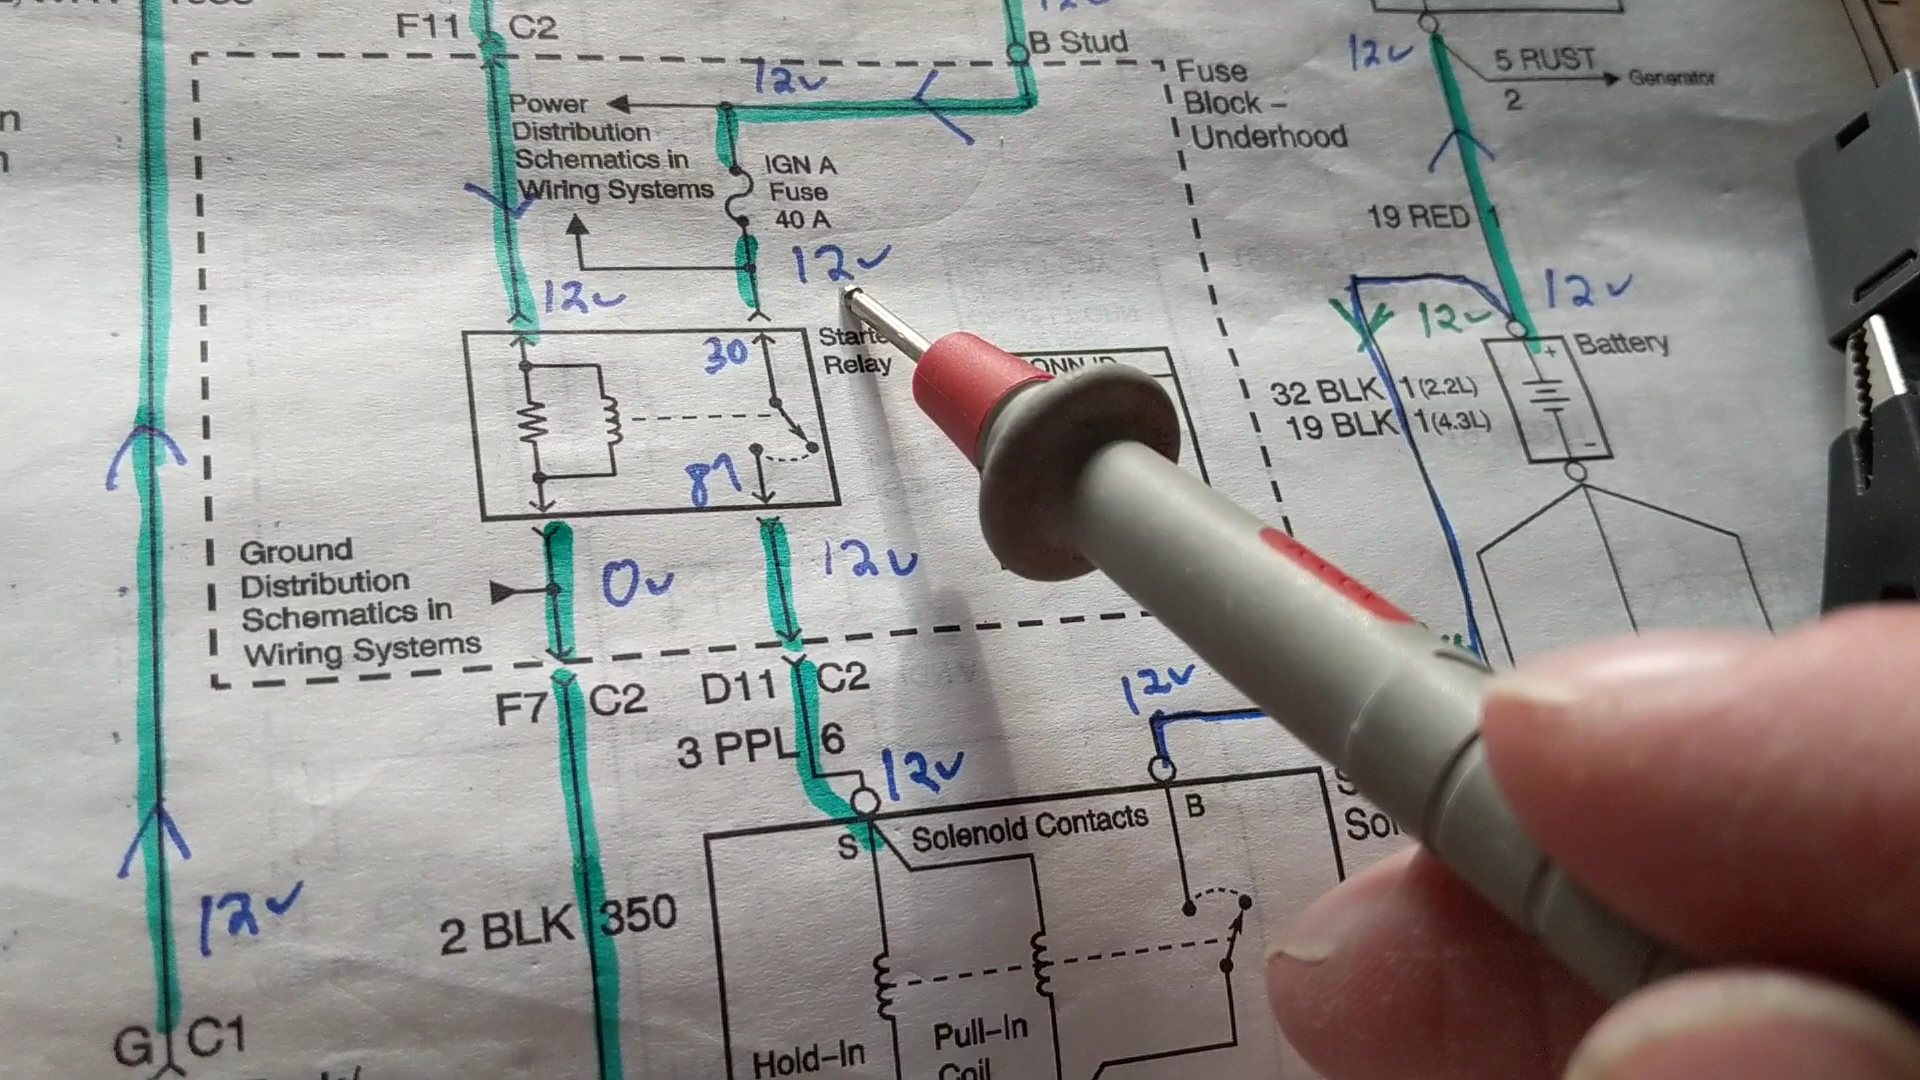 F11 C2
B Stud
12v
Power
Distribution
Schematics in
Wiring Systems
IGN A
Fuse
40 A
12v
12v
Fuse
Block –
Underhood
12v
5 RUST
2
Generator
19 RED 1
12v
12v
Battery
+
-
32 BLK 1 (2.2L)
19 BLK 1 (4.3L)
30
87
Relay
Ground
Distribution
Schematics in
Wiring Systems
0v
12v
F7 C2
D11 C2
3 PPL 6
12v
12v
S
Solenoid Contacts
B
2 BLK 350
12v
G C1
Hold–In
Pull–In
Coil